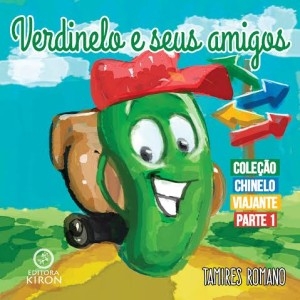 Verdinelo e seus amigos
COLEÇÃO
CHINELO
VIAJANTE
PARTE 1
TAMIRES ROMANO
EDITORA
KIRON